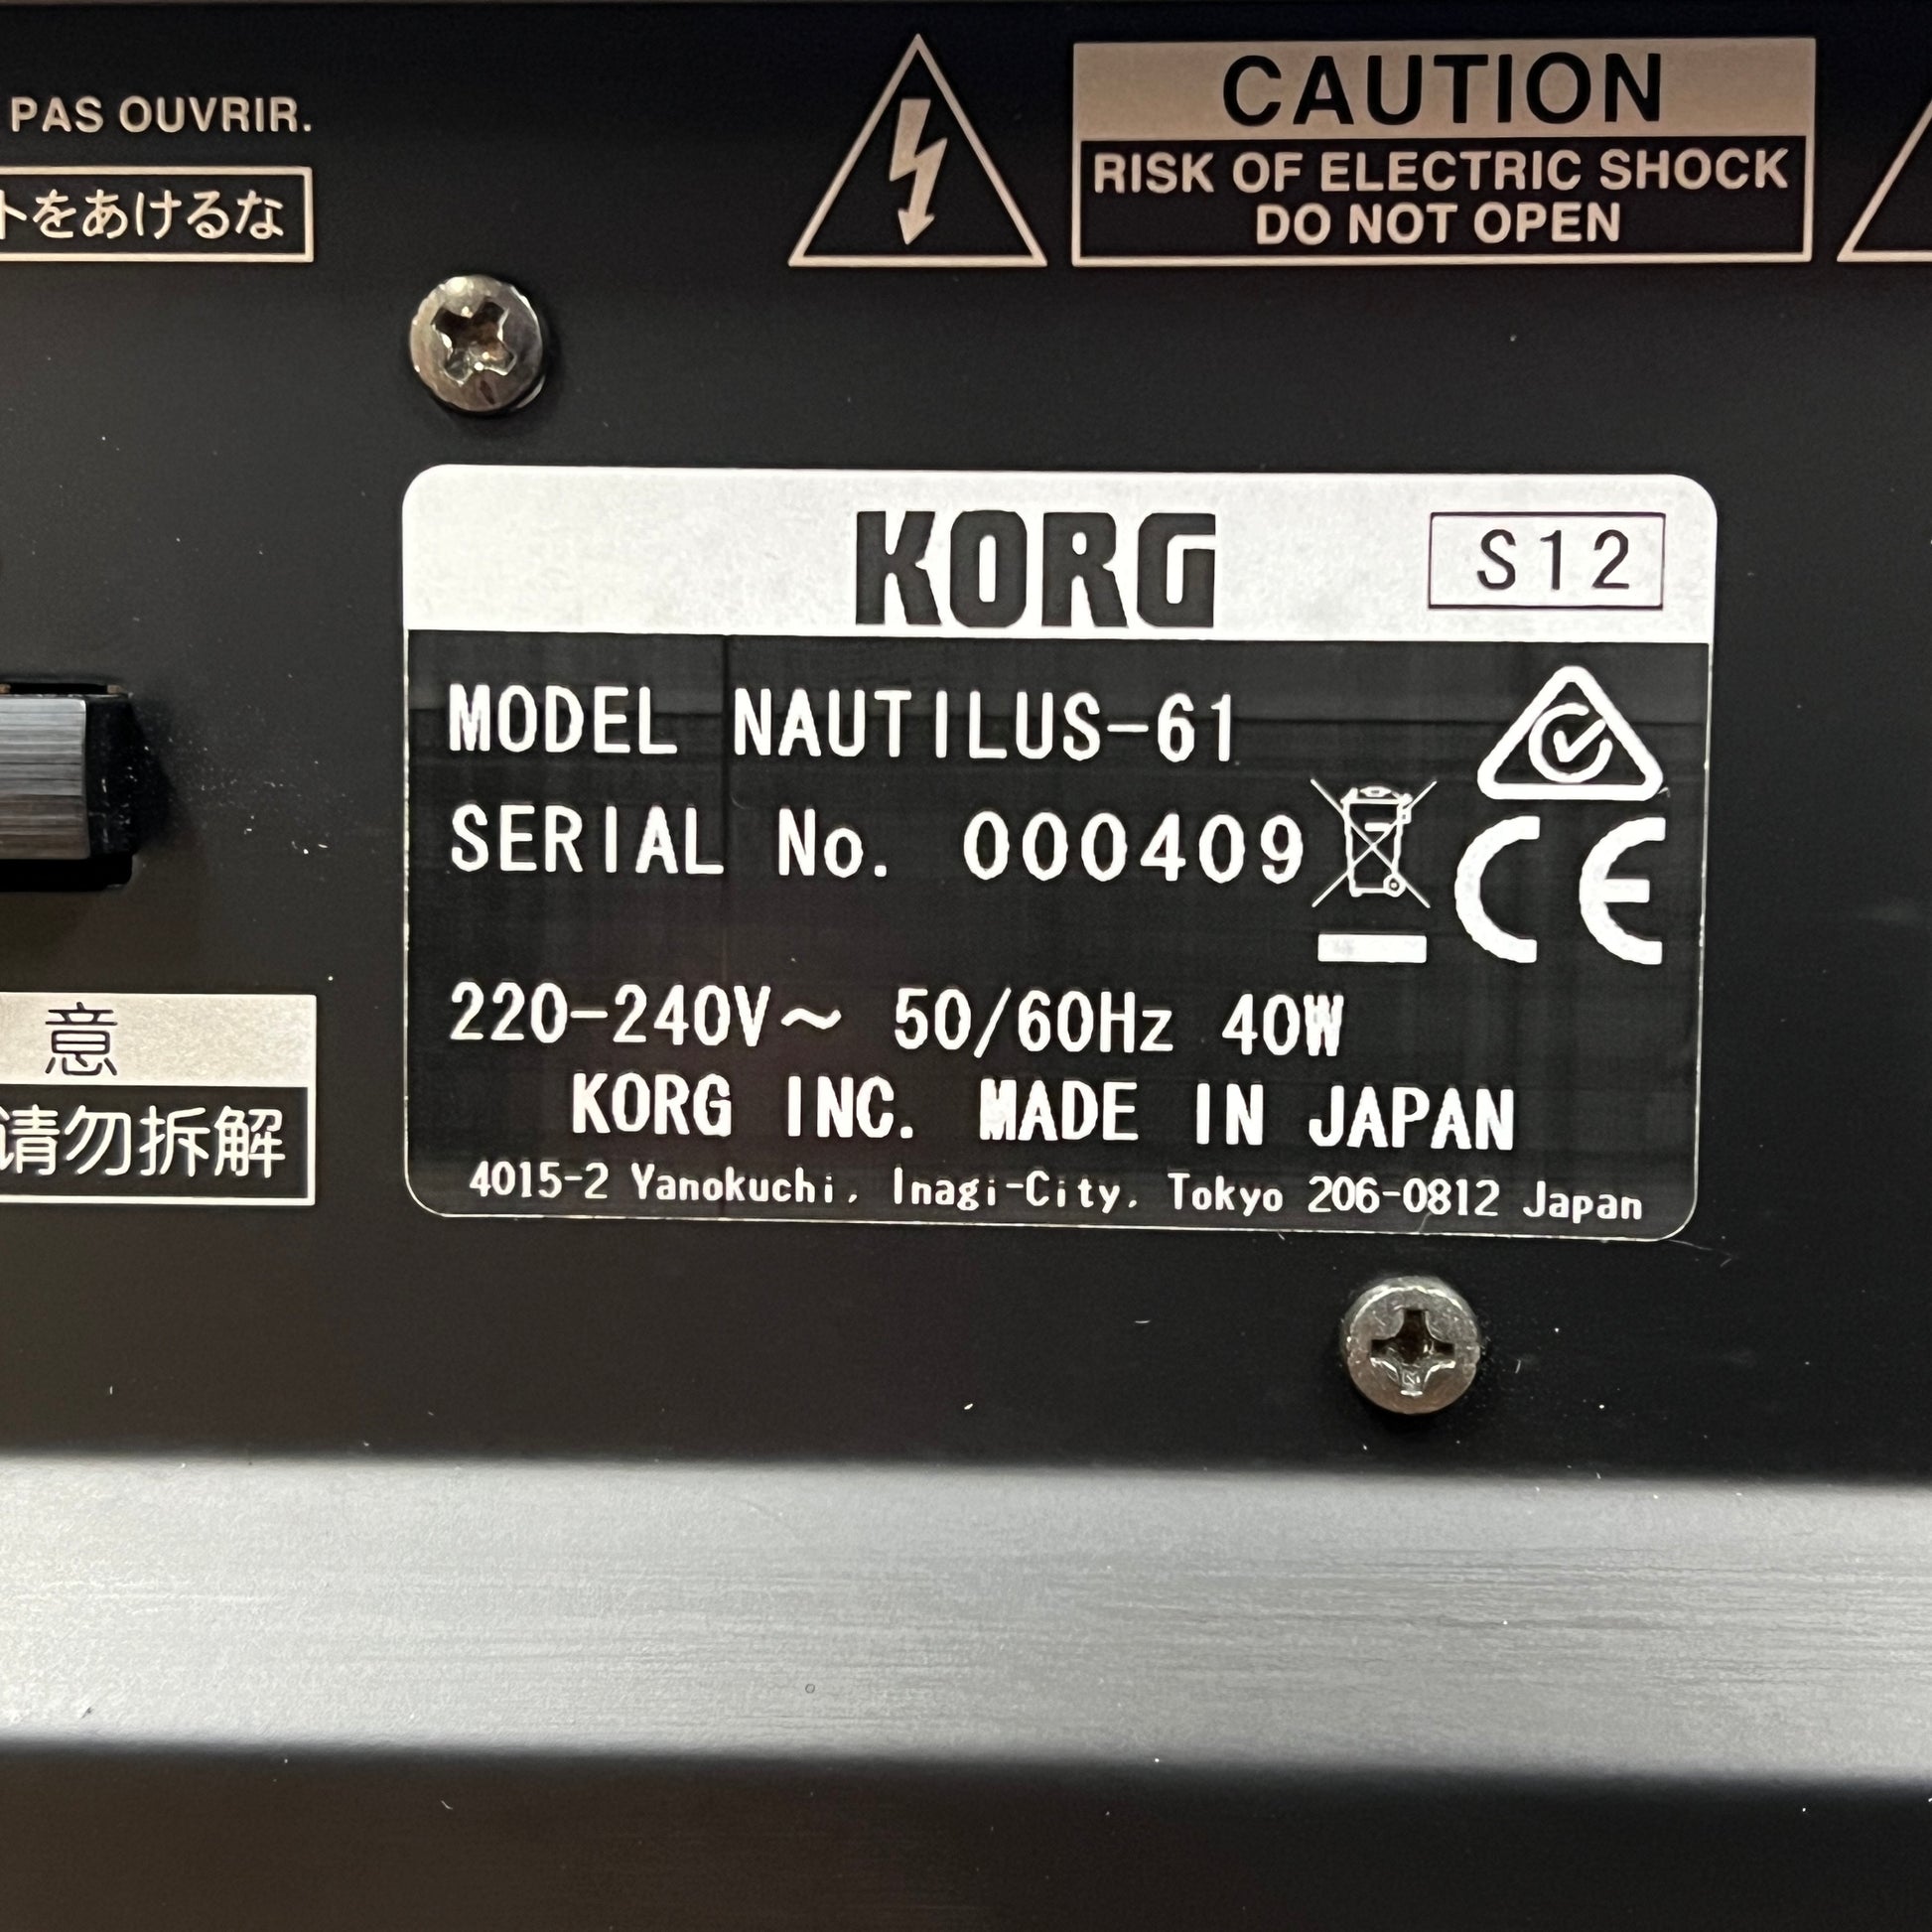 PAS OUVRIR.
トをあけるな
CAUTION
RISK OF ELECTRIC SHOCK
DO NOT OPEN
KORG
S12
MODEL NAUTILUS-61
SERIAL No. 000409
CE
220-240V～ 50/60Hz 40W
KORG INC. MADE IN JAPAN
4015-2 Yanokuchi, Inagi-City, Tokyo 206-0812 Japan
意
请勿拆解